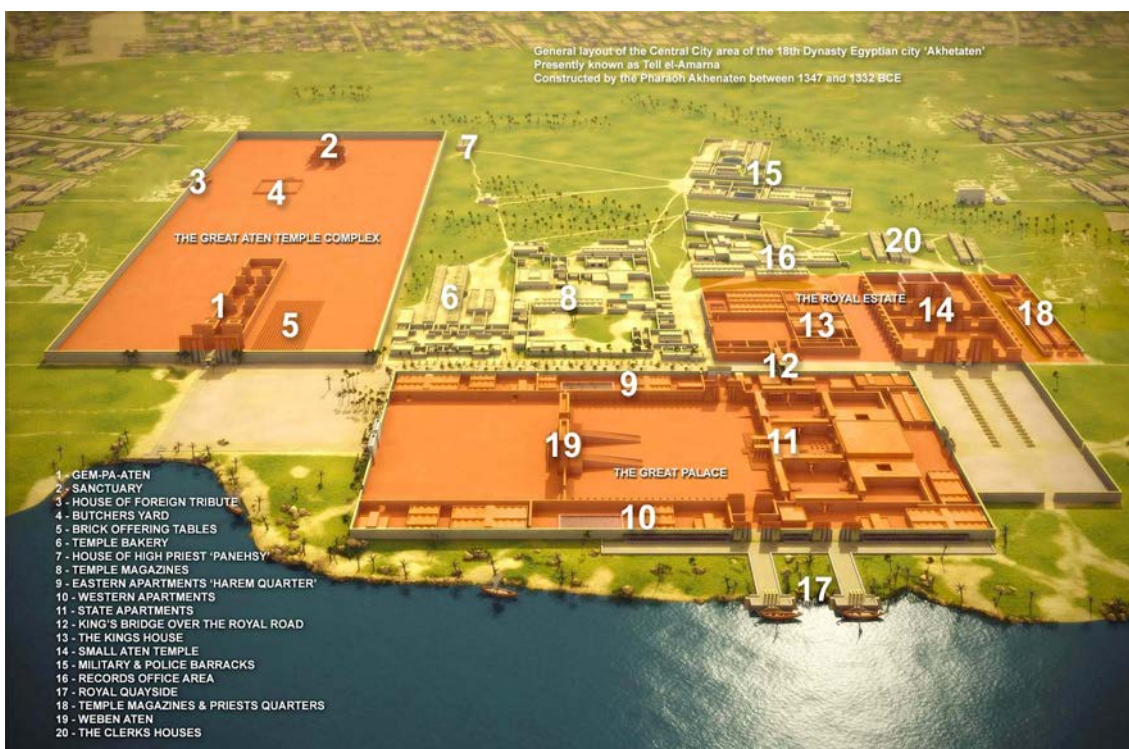 General layout of the Central City area of the 18th Dynasty Egyptian city 'Akhetaten'
Presently known as Tell el-Amarna
Constructed by the Pharaoh Akhenaten between 1347 and 1332 BCE
2
7
3
15
4
THE GREAT ATEN TEMPLE COMPLEX
20
16
6
8
THE ROYAL ESTATE
1
14
18
5
13
12
9
19
11
THE GREAT PALACE
10
17
1 - GEM-PA-ATEN
2 - SANCTUARY
3 - HOUSE OF FOREIGN TRIBUTE
4 - BUTCHERS YARD
5 - BRICK OFFERING TABLES
6 - TEMPLE BAKERY
7 - HOUSE OF HIGH PRIEST 'PANEHSY'
8 - TEMPLE MAGAZINES
9 - EASTERN APARTMENTS 'HAREM QUARTER'
10 - WESTERN APARTMENTS
11 - STATE APARTMENTS
12 - KING'S BRIDGE OVER THE ROYAL ROAD
13 - THE KINGS HOUSE
14 - SMALL ATEN TEMPLE
15 - MILITARY & POLICE BARRACKS
16 - RECORDS OFFICE AREA
17 - ROYAL QUAYSIDE
18 - TEMPLE MAGAZINES & PRIESTS QUARTERS
19 - WEBEN ATEN
20 - THE CLERKS HOUSES